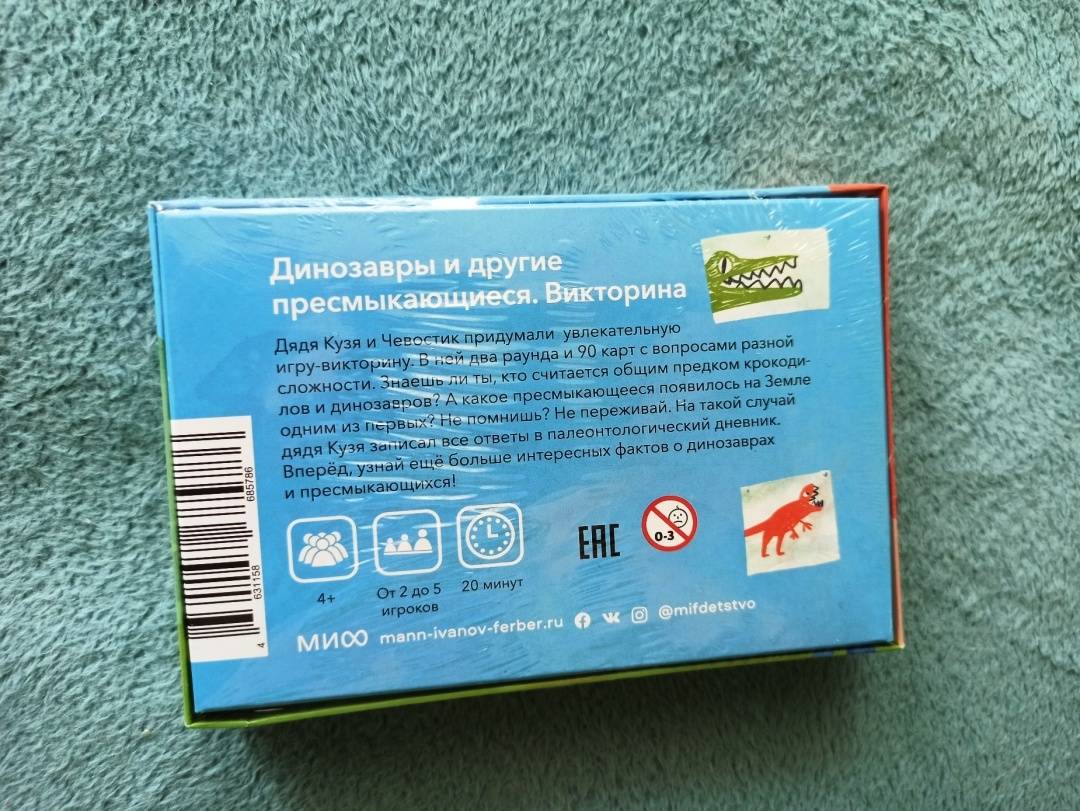 Динозавры и другие
пресмыкающиеся. Викторина
Дядя Кузя и Чевостик придумали увлекательную
игру-викторину. В ней два раунда и 90 карт с вопросами разной
сложности. Знаешь ли ты, кто считается общим предком крокоди-
лов и динозавров? А какое пресмыкающееся появилось на Земле
одним из первых? Не помнишь? Не переживай. На такой случай
дядя Кузя записал все ответы в палеонтологический дневник.
Вперёд, узнай ещё больше интересных фактов о динозаврах
и пресмыкающихся!
4 631158 685786
EAC
0-3
4+
От 2 до 5
игроков
20 минут
МИФ mann-ivanov-ferber.ru @mifdetstvo